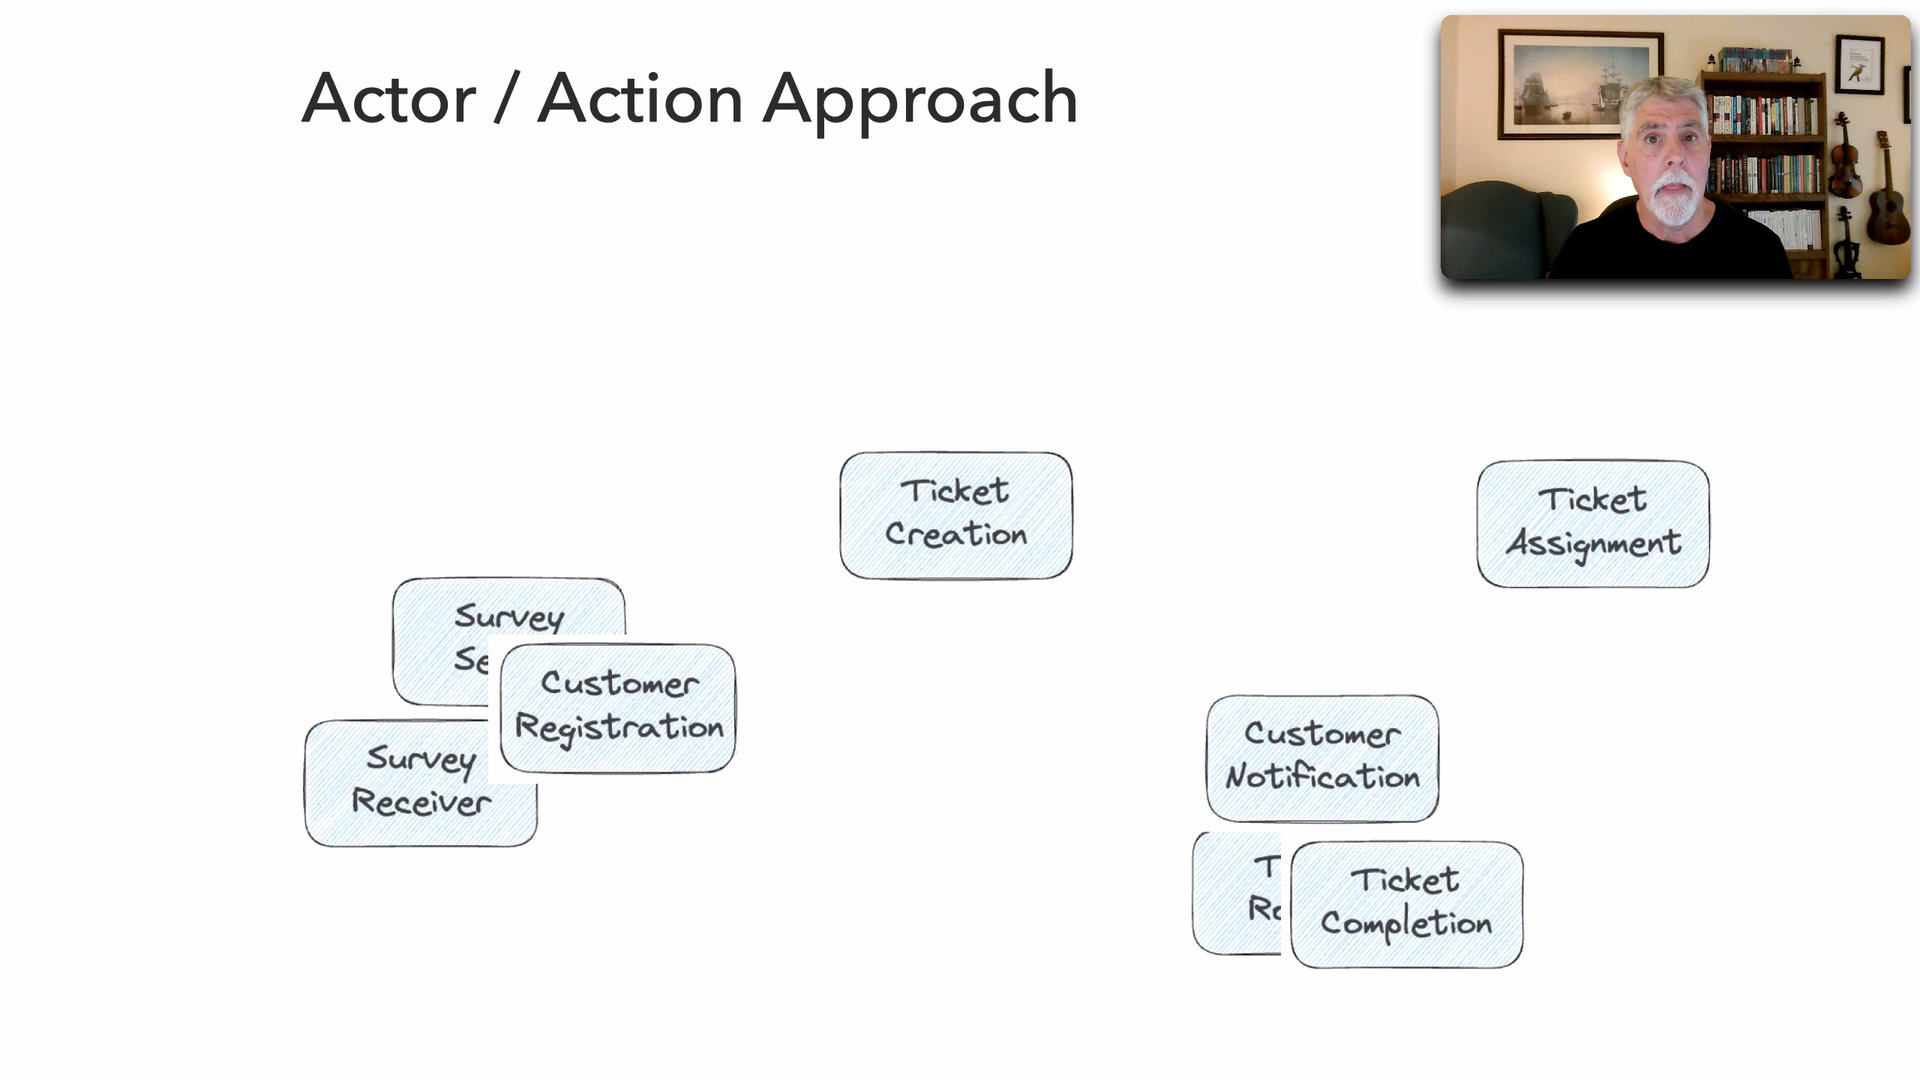 Actor / Action Approach
Ticket
Creation
Ticket
Assignment
Survey
Customer
Registration
Survey
Receiver
Customer
Notification
Ticket
Completion